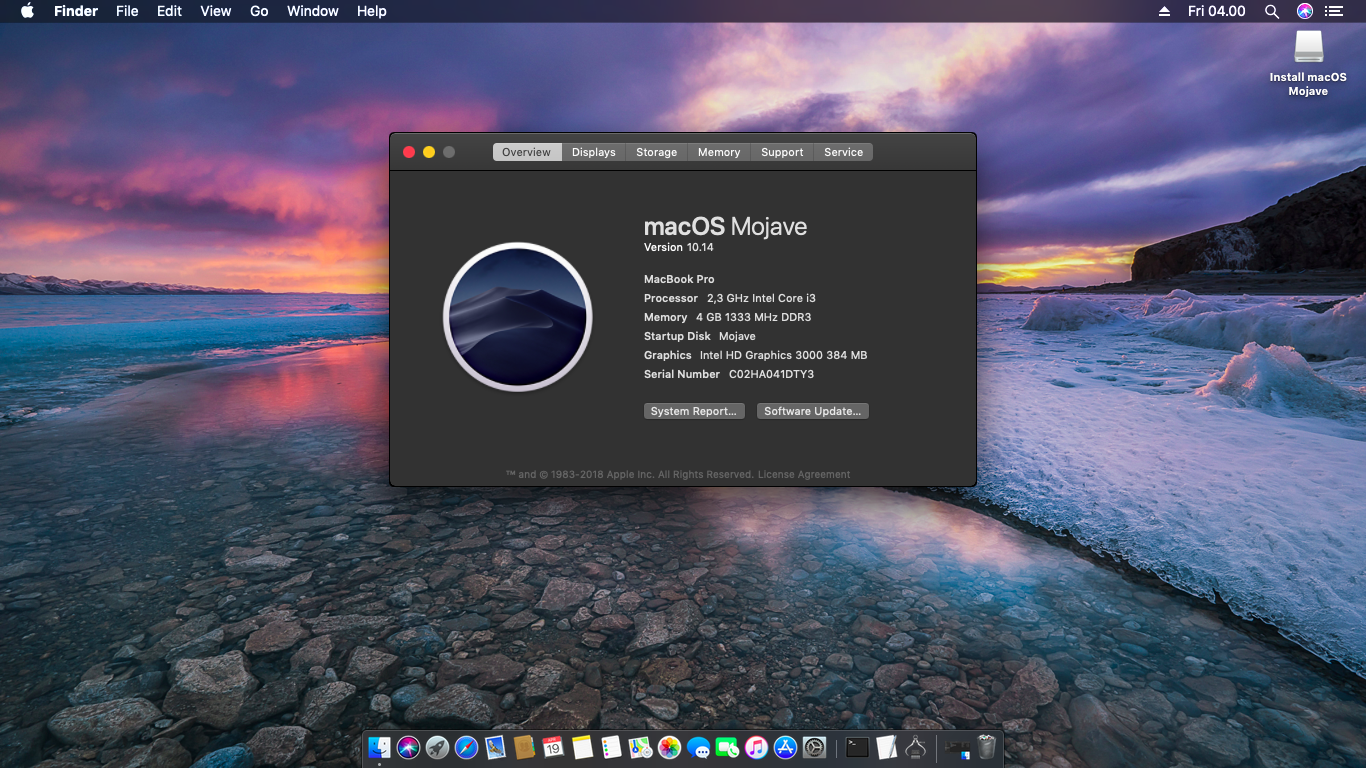 Finder File Edit View Go Window Help Fri 04.00
Install macOS
Mojave
Overview Displays Storage Memory Support Service
macOS Mojave
Version 10.14
MacBook Pro
Processor 2,3 GHz Intel Core i3
Memory 4 GB 1333 MHz DDR3
Startup Disk Mojave
Graphics Intel HD Graphics 3000 384 MB
Serial Number C02HA041DTY3
System Report... Software Update...
™ and © 1983-2018 Apple Inc. All Rights Reserved. License Agreement
19